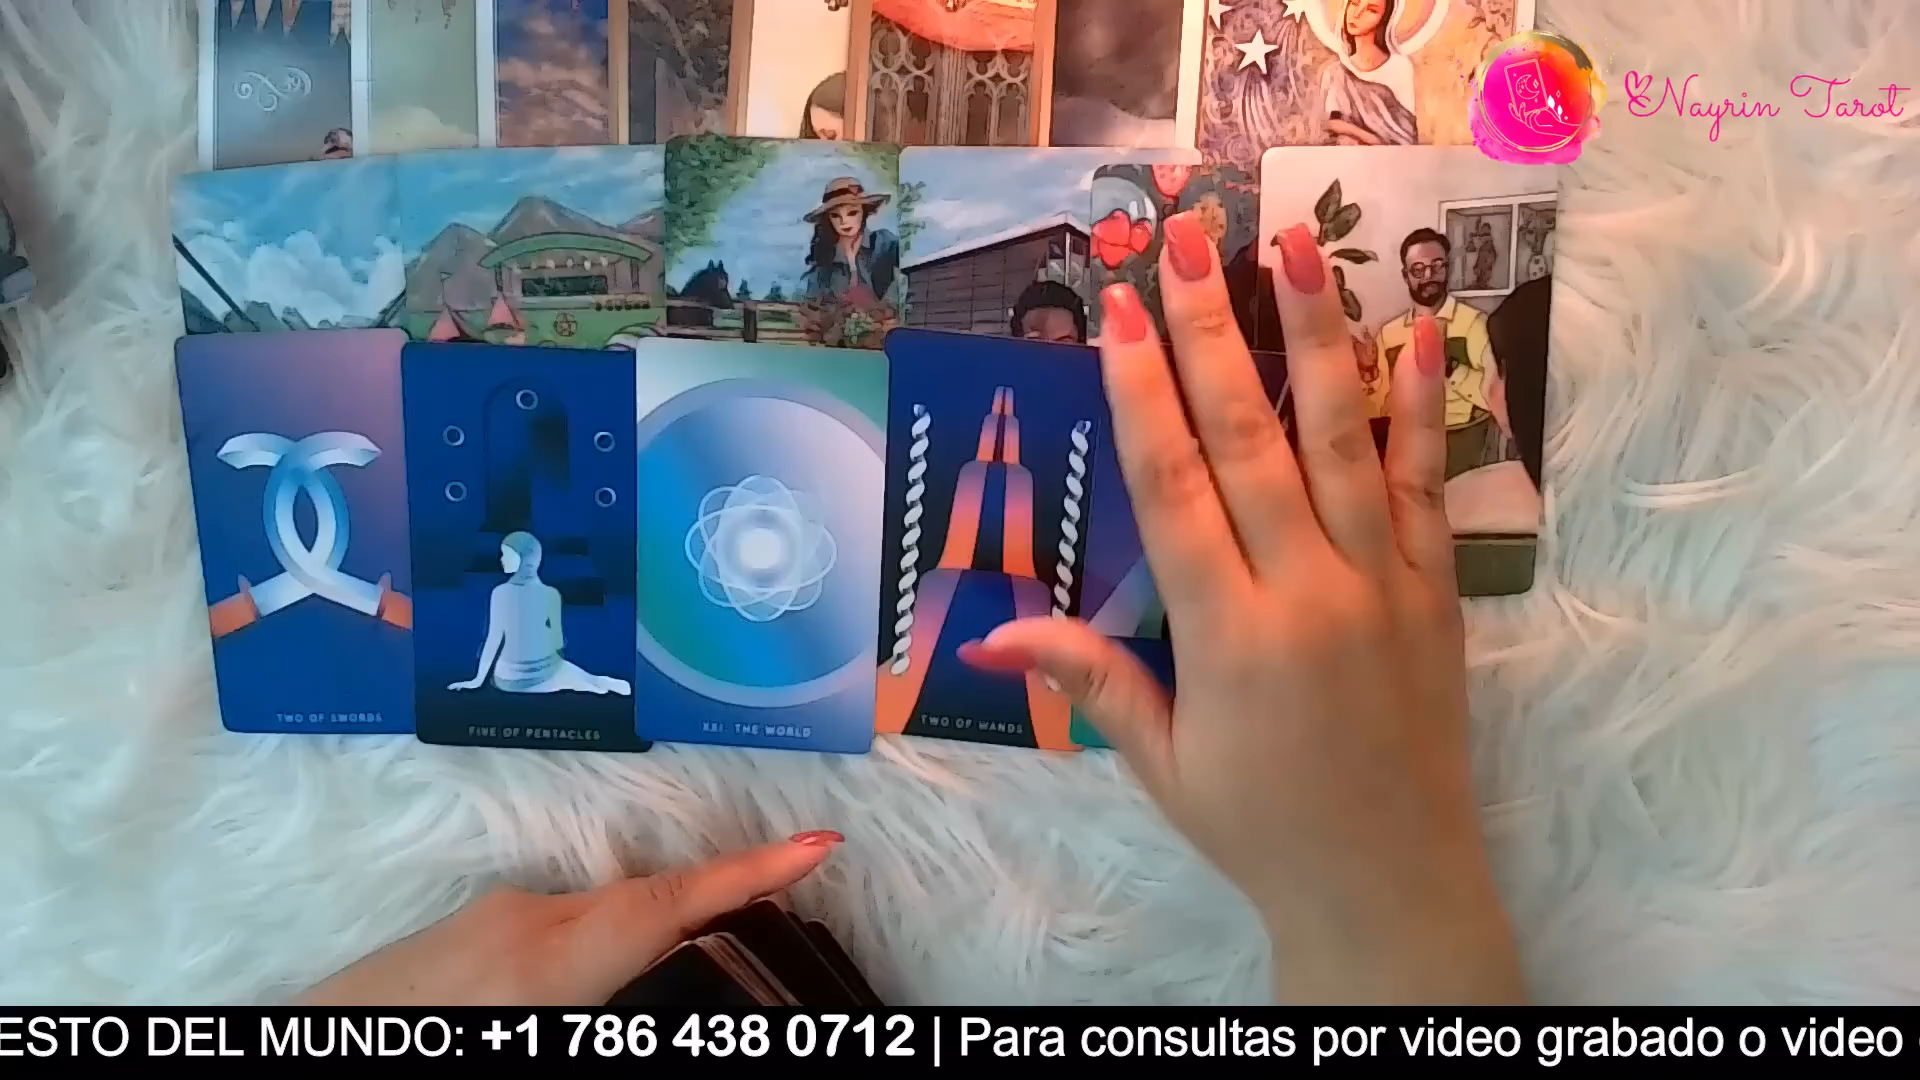 Nayrin Tarot
TWO OF SWORDS
FIVE OF PENTACLES
XXI. THE WORLD
TWO OF WANDS
ESTO DEL MUNDO: +1 786 438 0712 | Para consultas por video grabado o video